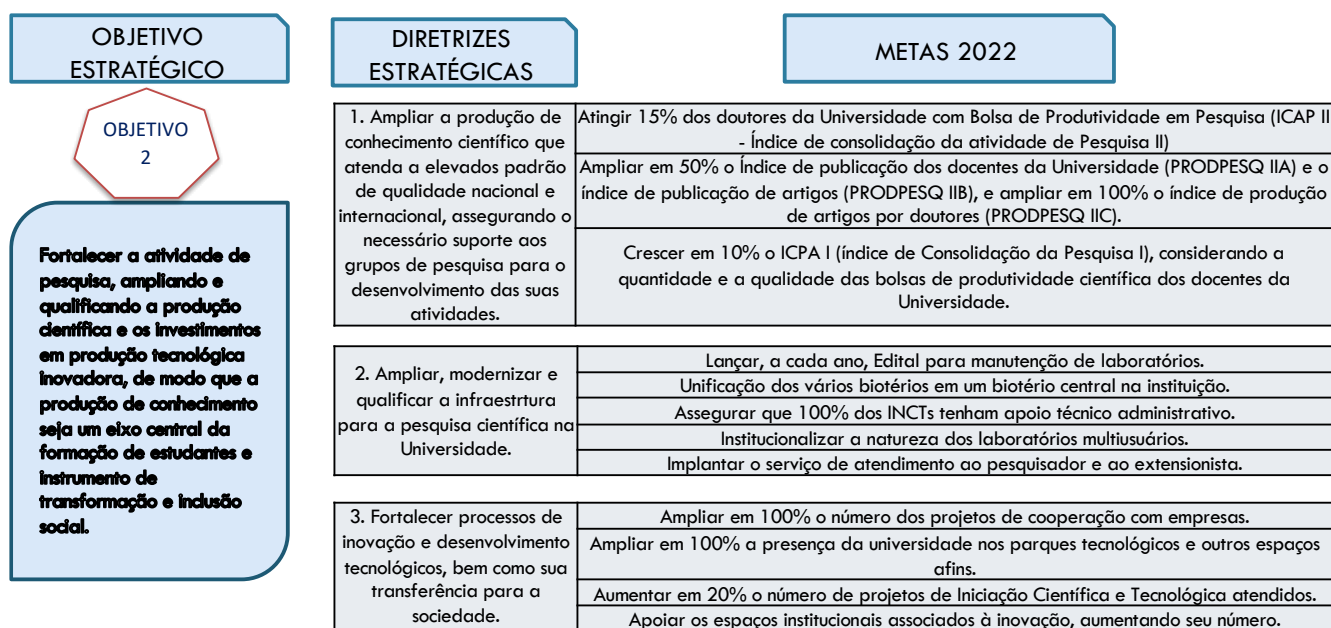 OBJETIVO
ESTRATÉGICO
DIRETRIZES
ESTRATÉGICAS
METAS 2022
OBJETIVO
2
Fortalecer a atividade de
pesquisa, ampliando e
qualificando a produção
científica e os investimentos
em produção tecnológica
inovadora, de modo que a
produção de conhecimento
seja um eixo central da
formação de estudantes e
instrumento de
transformação e inclusão
social.
1. Ampliar a produção de
conhecimento científico que
atenda a elevados padrão
de qualidade nacional e
internacional, assegurando o
necessário suporte aos
grupos de pesquisa para o
desenvolvimento das suas
atividades.
Atingir 15% dos doutores da Universidade com Bolsa de Produtividade em Pesquisa (ICAP II
- Índice de consolidação da atividade de Pesquisa II)
Ampliar em 50% o Índice de publicação dos docentes da Universidade (PRODPESQ IIA) e o
índice de publicação de artigos (PRODPESQ IIB), e ampliar em 100% o índice de produção
de artigos por doutores (PRODPESQ IIC).
Crescer em 10% o ICPA I (índice de Consolidação da Pesquisa I), considerando a
quantidade e a qualidade das bolsas de produtividade científica dos docentes da
Universidade.
2. Ampliar, modernizar e
qualificar a infraestrtura
para a pesquisa científica na
Universidade.
Lançar, a cada ano, Edital para manutenção de laboratórios.
Unificação dos vários biotérios em um biotério central na instituição.
Assegurar que 100% dos INCTs tenham apoio técnico administrativo.
Institucionalizar a natureza dos laboratórios multiusuários.
Implantar o serviço de atendimento ao pesquisador e ao extensionista.
3. Fortalecer processos de
inovação e desenvolvimento
tecnológicos, bem como sua
transferência para a
sociedade.
Ampliar em 100% o número dos projetos de cooperação com empresas.
Ampliar em 100% a presença da universidade nos parques tecnológicos e outros espaços
afins.
Aumentar em 20% o número de projetos de Iniciação Científica e Tecnológica atendidos.
Apoiar os espaços institucionais associados à inovação, aumentando seu número.